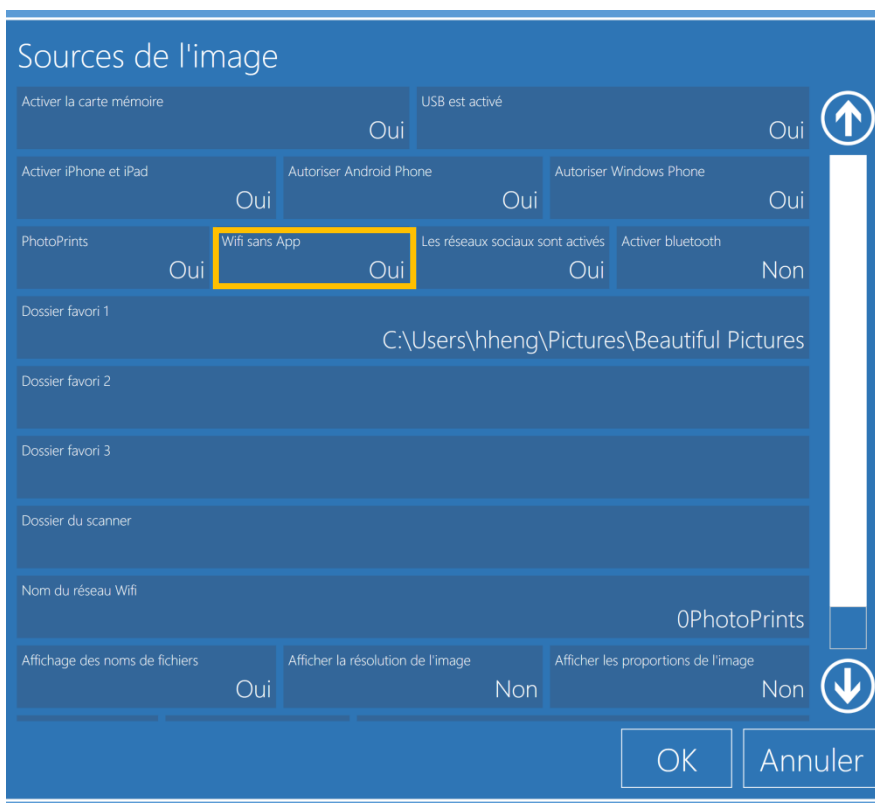 Sources de l'image
Activer la carte mémoire
Oui
USB est activé
Oui
Activer iPhone et iPad
Oui
Autoriser Android Phone
Oui
Autoriser Windows Phone
Oui
PhotoPrints
Oui
Wifi sans App
Oui
Les réseaux sociaux sont activés
Oui
Activer bluetooth
Non
Dossier favori 1
C:\Users\hheng\Pictures\Beautiful Pictures
Dossier favori 2
Dossier favori 3
Dossier du scanner
Nom du réseau Wifi
0PhotoPrints
Affichage des noms de fichiers
Oui
Afficher la résolution de l'image
Non
Afficher les proportions de l'image
Non
OK
Annuler